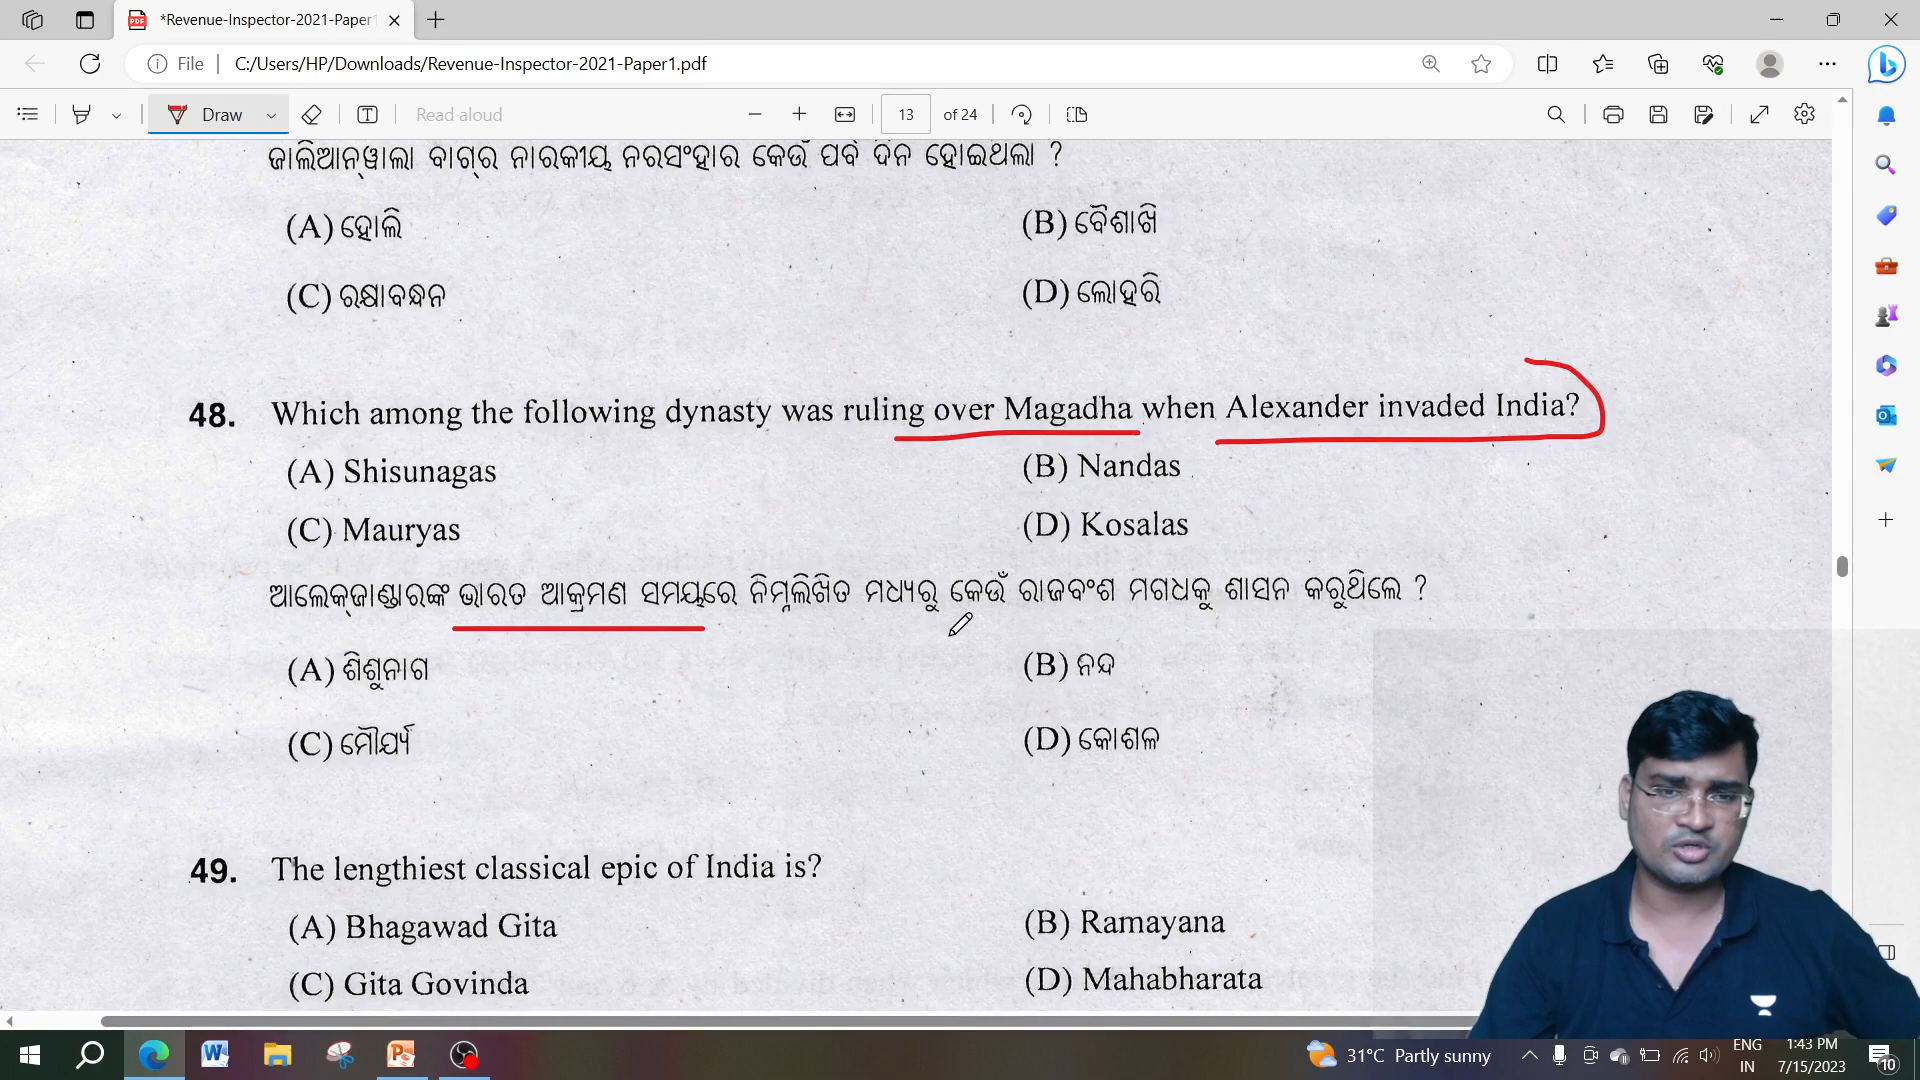 *Revenue-Inspector-2021-Paper1
File
C:/Users/HP/Downloads/Revenue-Inspector-2021-Paper1.pdf
Draw
Read aloud
13 of 24
ଜାଲିଆନୱାଲା ବାଗ୍‌ର ନାରକୀୟ ନରସଂହାର କେଉଁ ପର୍ବ ଦିନ ହୋଇଥିଲା ?
(A) ହୋଲି (B) ବୈଶାଖି
(C) ରକ୍ଷାବନ୍ଧନ (D) ଲୋହରି
48. Which among the following dynasty was ruling over Magadha when Alexander invaded India?
(A) Shisunagas (B) Nandas
(C) Mauryas (D) Kosalas
ଆଲେକ୍‌ଜାଣ୍ଡାରଙ୍କ ଭାରତ ଆକ୍ରମଣ ସମୟରେ ନିମ୍ନଲିଖିତ ମଧ୍ୟରୁ କେଉଁ ରାଜବଂଶ ମଗଧକୁ ଶାସନ କରୁଥିଲେ ?
(A) ଶିଶୁନାଗ (B) ନନ୍ଦ
(C) ମୌର୍ଯ୍ୟ (D) କୋଶଳ
49. The lengthiest classical epic of India is?
(A) Bhagawad Gita (B) Ramayana
(C) Gita Govinda (D) Mahabharata
31°C Partly sunny
ENG
IN
1:43 PM
7/15/2023
10